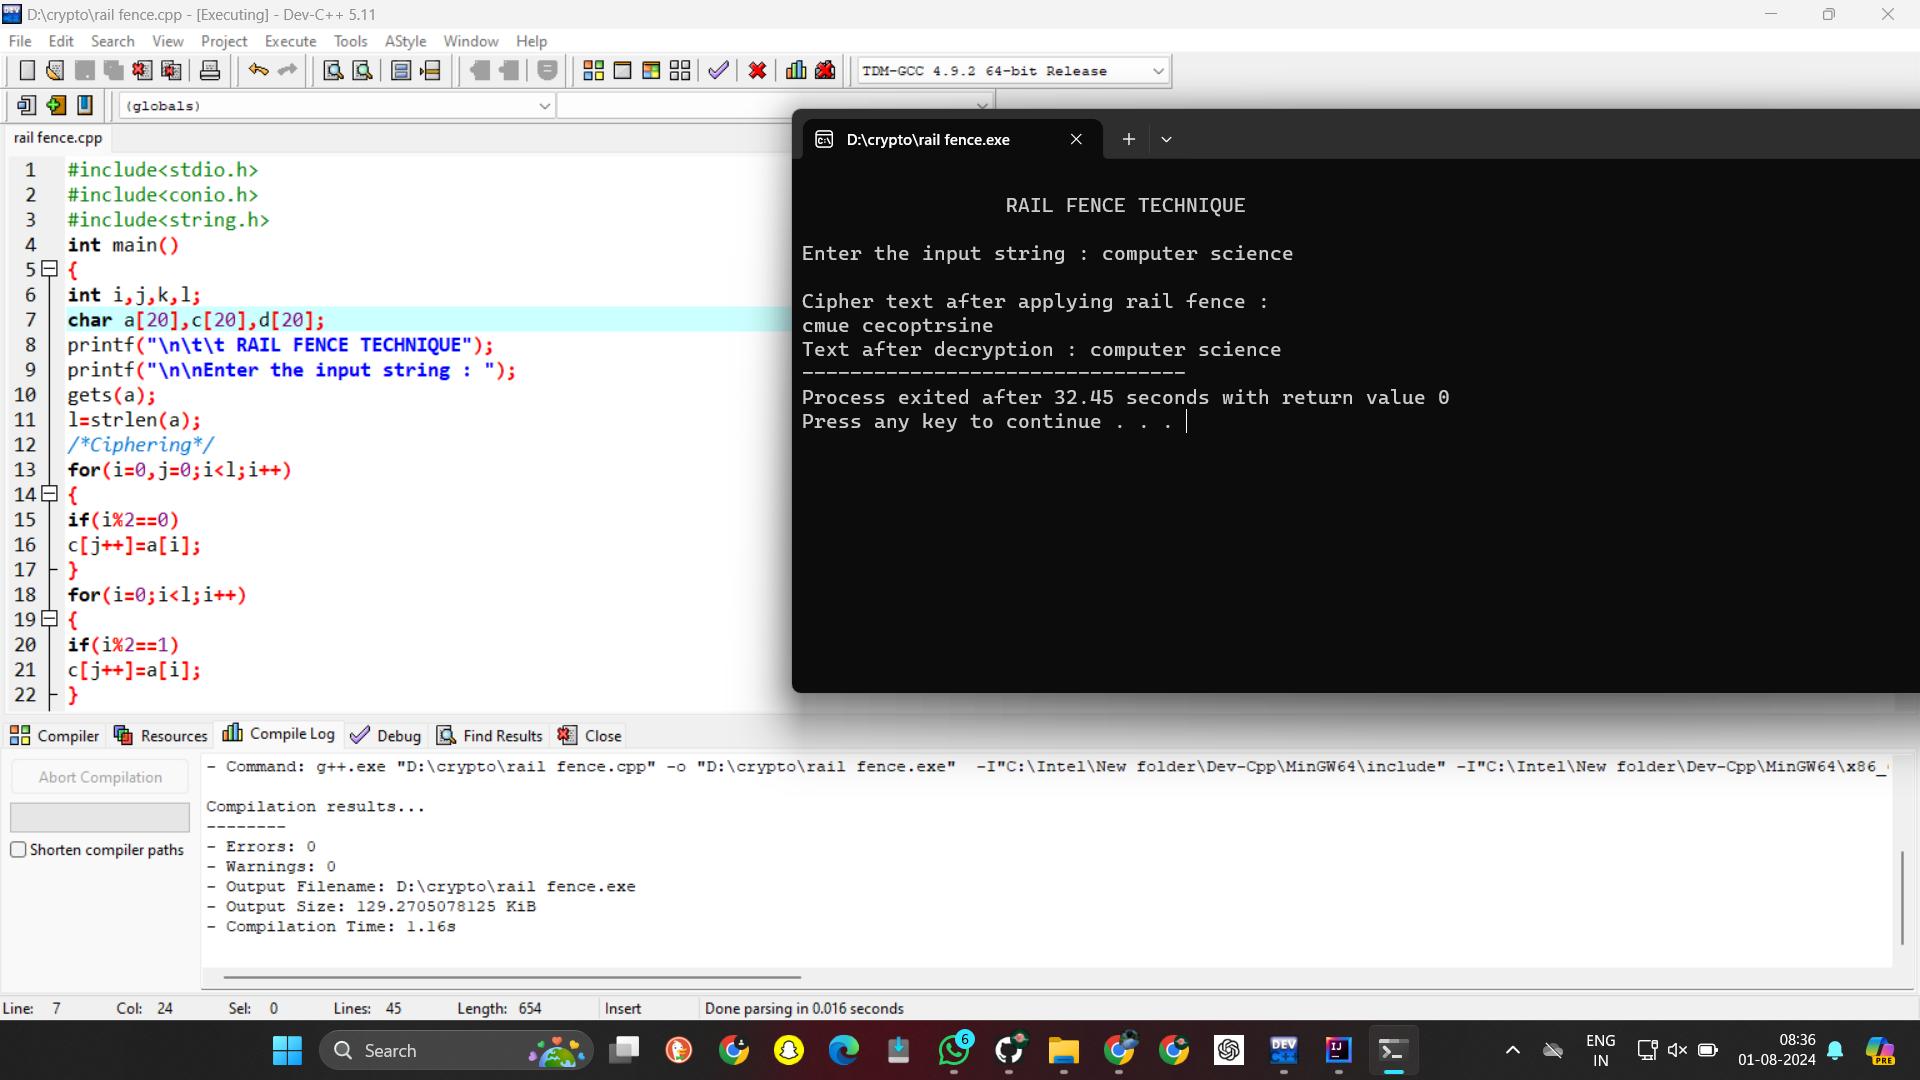 D:\crypto\rail fence.cpp - [Executing] - Dev-C++ 5.11
File Edit Search View Project Execute Tools AStyle Window Help
TDM-GCC 4.9.2 64-bit Release
(globals)
rail fence.cpp
1 #include<stdio.h>
2 #include<conio.h>
3 #include<string.h>
4 int main()
5 {
6 int i,j,k,l;
7 char a[20],c[20],d[20];
8 printf("\n\t\t RAIL FENCE TECHNIQUE");
9 printf("\n\nEnter the input string : ");
10 gets(a);
11 l=strlen(a);
12 /*Ciphering*/
13 for(i=0,j=0;i<l;i++)
14 {
15 if(i%2==0)
16 c[j++]=a[i];
17 }
18 for(i=0;i<l;i++)
19 {
20 if(i%2==1)
21 c[j++]=a[i];
22 }
D:\crypto\rail fence.exe
RAIL FENCE TECHNIQUE
Enter the input string : computer science
Cipher text after applying rail fence :
cmue cecoptrsine
Text after decryption : computer science
--------------------------------
Process exited after 32.45 seconds with return value 0
Press any key to continue . . .
Compiler Resources Compile Log Debug Find Results Close
Abort Compilation
Shorten compiler paths
- Command: g++.exe "D:\crypto\rail fence.cpp" -o "D:\crypto\rail fence.exe" -I"C:\Intel\New folder\Dev-Cpp\MinGW64\include" -I"C:\Intel\New folder\Dev-Cpp\MinGW64\x86_
Compilation results...
--------
- Errors: 0
- Warnings: 0
- Output Filename: D:\crypto\rail fence.exe
- Output Size: 129.2705078125 KiB
- Compilation Time: 1.16s
Line: 7 Col: 24 Sel: 0 Lines: 45 Length: 654 Insert Done parsing in 0.016 seconds
Search
6
DEV
IJ
ENG
IN
08:36
01-08-2024
PRE